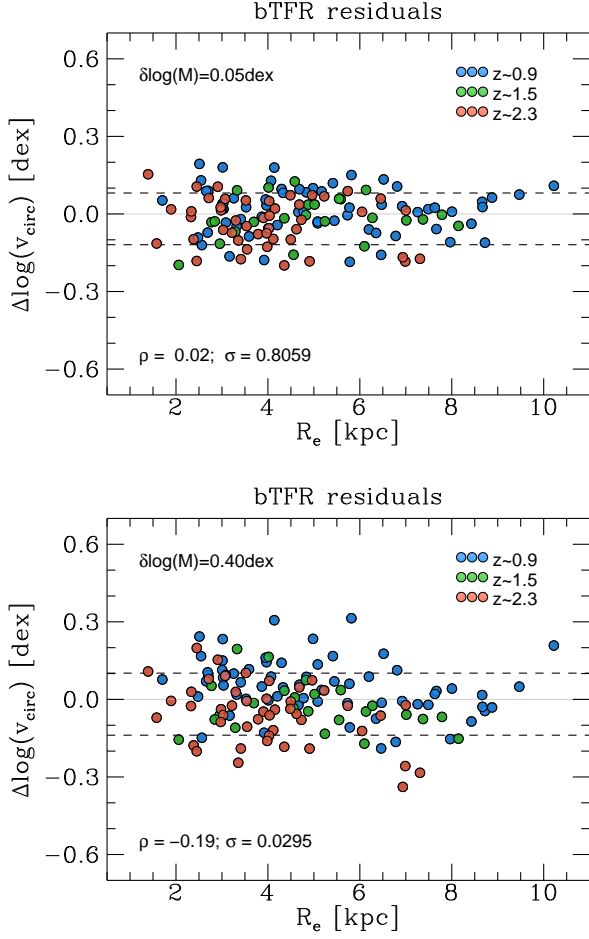 bTFR residuals
0.6
0.3
0.0
−0.3
−0.6
Δlog(v_circ) [dex]
δlog(M)=0.05dex
z~0.9
z~1.5
z~2.3
ρ = 0.02; σ = 0.8059
2 4 6 8 10
R_e [kpc]
bTFR residuals
0.6
0.3
0.0
−0.3
−0.6
Δlog(v_circ) [dex]
δlog(M)=0.40dex
z~0.9
z~1.5
z~2.3
ρ = −0.19; σ = 0.0295
2 4 6 8 10
R_e [kpc]